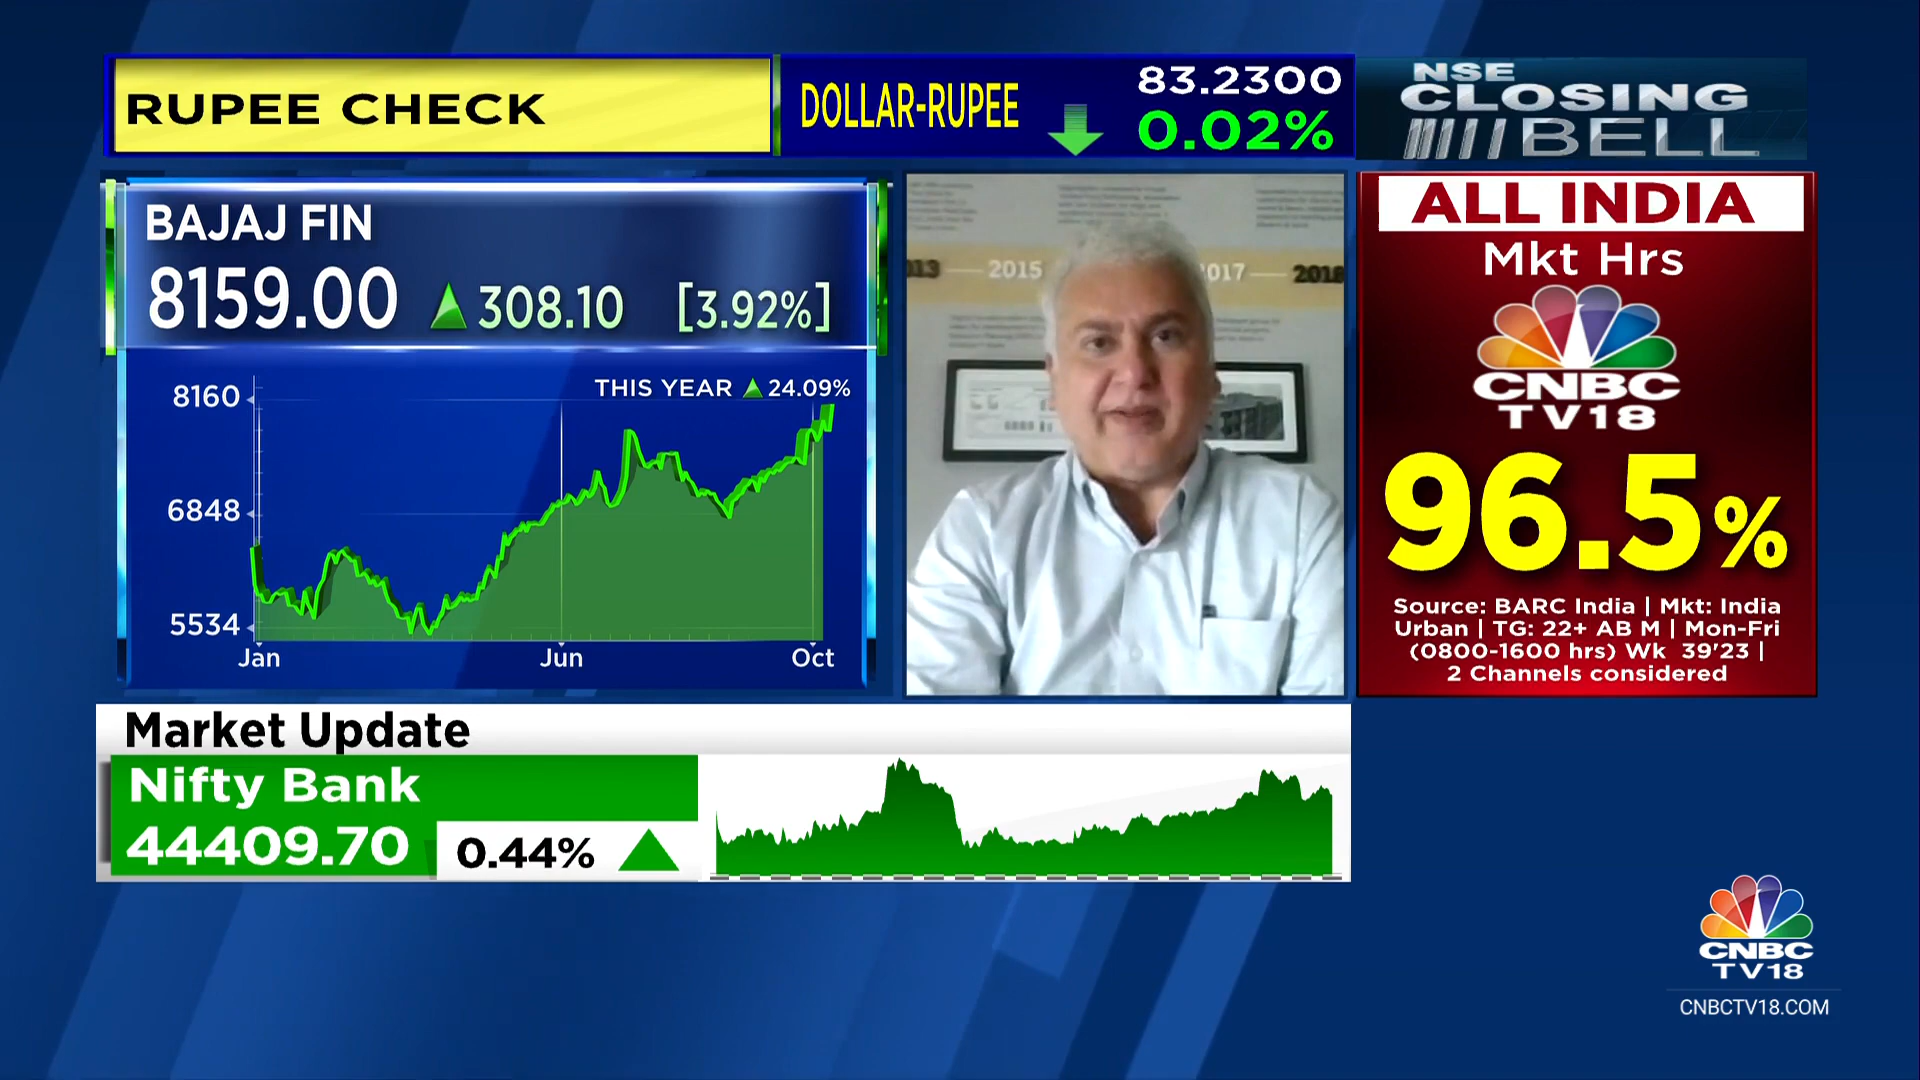 RUPEE CHECK
DOLLAR-RUPEE
83.2300
0.02%
NSE
CLOSING
BELL
BAJAJ FIN
8159.00 308.10 [3.92%]
THIS YEAR 24.09%
8160
6848
5534
Jan Jun Oct
13 2015 2017 2018
ALL INDIA
Mkt Hrs
CNBC
TV18
96.5%
Source: BARC India | Mkt: India
Urban | TG: 22+ AB M | Mon-Fri
(0800-1600 hrs) Wk 39'23 |
2 Channels considered
Market Update
Nifty Bank
44409.70 0.44%
CNBC
TV18
CNBCTV18.COM